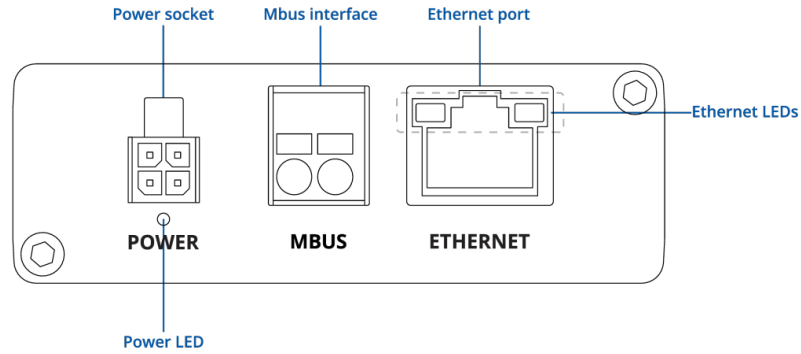 Power socket
Mbus interface
Ethernet port
Ethernet LEDs
POWER
MBUS
ETHERNET
Power LED